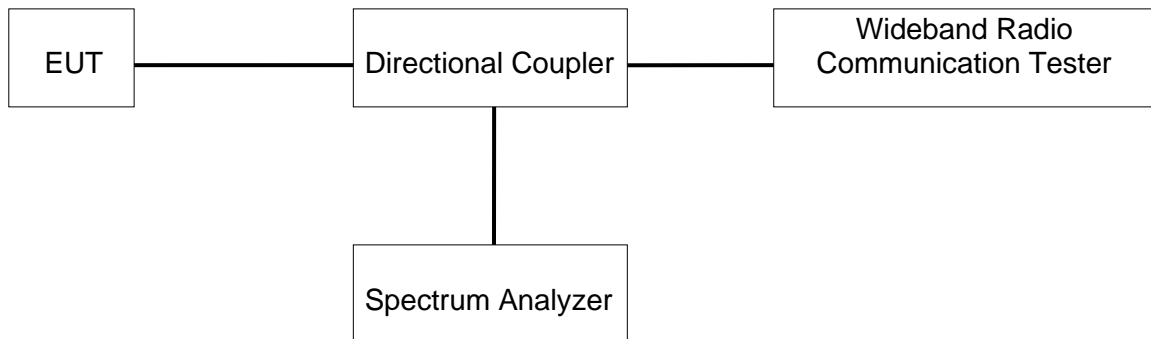 EUT
Directional Coupler
Wideband Radio
Communication Tester
Spectrum Analyzer